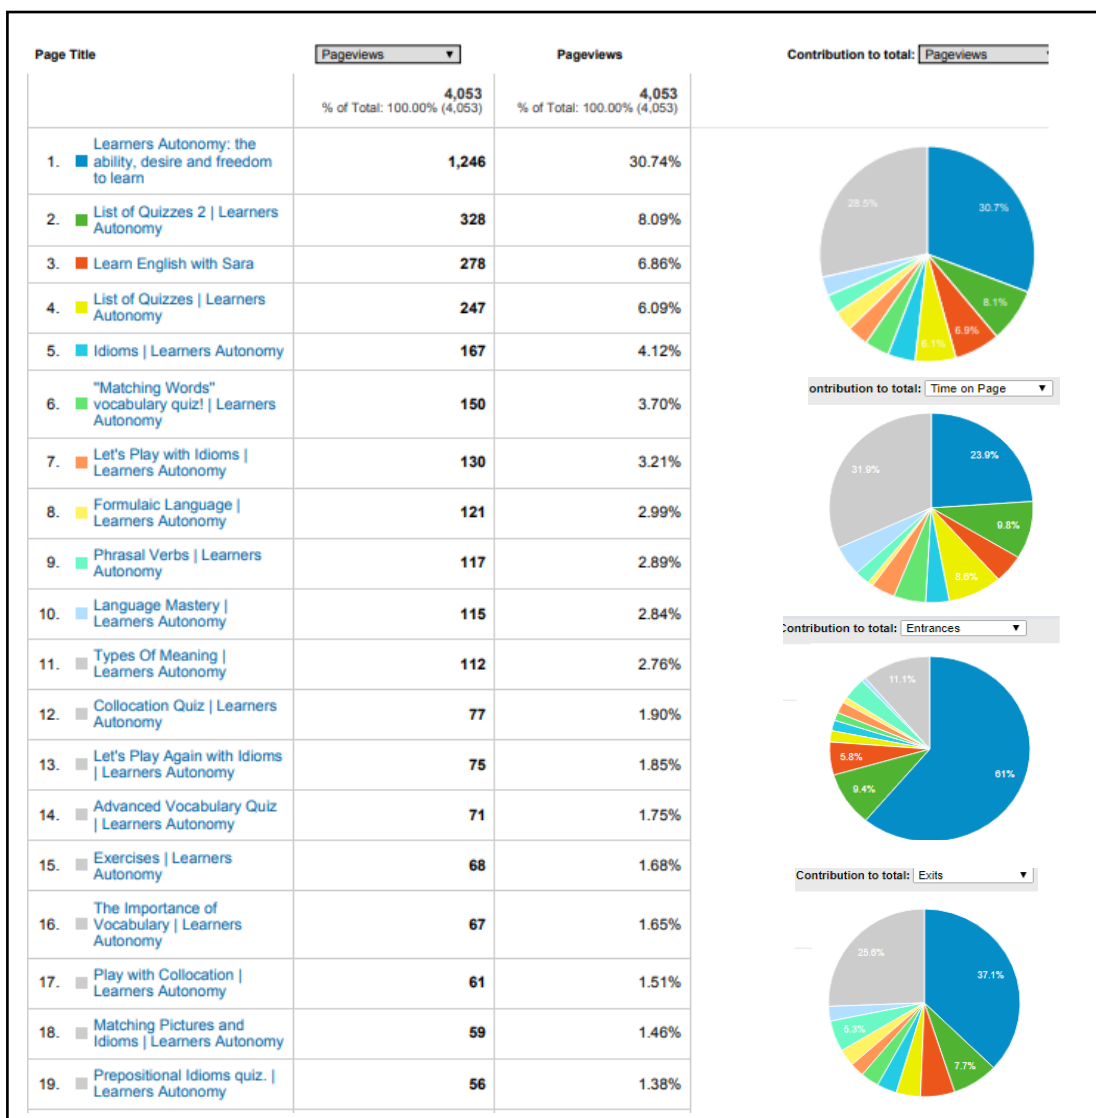 Page Title
Pageviews ▼
Pageviews
Contribution to total: Pageviews
4,053
% of Total: 100.00% (4,053)
4,053
% of Total: 100.00% (4,053)
1.
Learners Autonomy: the
ability, desire and freedom
to learn
1,246
30.74%
2.
List of Quizzes 2 | Learners
Autonomy
328
8.09%
3.
Learn English with Sara
278
6.86%
4.
List of Quizzes | Learners
Autonomy
247
6.09%
5.
Idioms | Learners Autonomy
167
4.12%
6.
"Matching Words"
vocabulary quiz! | Learners
Autonomy
150
3.70%
7.
Let's Play with Idioms |
Learners Autonomy
130
3.21%
8.
Formulaic Language |
Learners Autonomy
121
2.99%
9.
Phrasal Verbs | Learners
Autonomy
117
2.89%
10.
Language Mastery |
Learners Autonomy
115
2.84%
11.
Types Of Meaning |
Learners Autonomy
112
2.76%
12.
Collocation Quiz | Learners
Autonomy
77
1.90%
13.
Let's Play Again with Idioms
| Learners Autonomy
75
1.85%
14.
Advanced Vocabulary Quiz
| Learners Autonomy
71
1.75%
15.
Exercises | Learners
Autonomy
68
1.68%
16.
The Importance of
Vocabulary | Learners
Autonomy
67
1.65%
17.
Play with Collocation |
Learners Autonomy
61
1.51%
18.
Matching Pictures and
Idioms | Learners Autonomy
59
1.46%
19.
Prepositional Idioms quiz. |
Learners Autonomy
56
1.38%
28.5%
30.7%
8.1%
6.9%
6.1%
ontribution to total: Time on Page ▼
31.9%
23.9%
9.8%
8.6%
Contribution to total: Entrances ▼
11.1%
5.8%
9.4%
61%
Contribution to total: Exits ▼
25.6%
37.1%
5.3%
7.7%